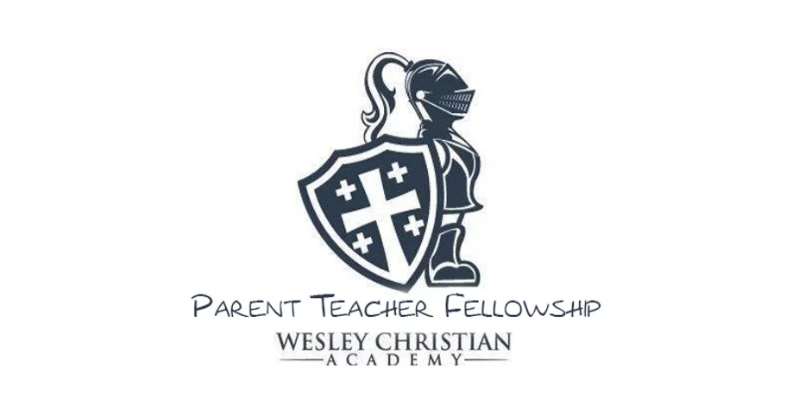 PARENT TEACHER FELLOWSHIP
WESLEY CHRISTIAN
ACADEMY